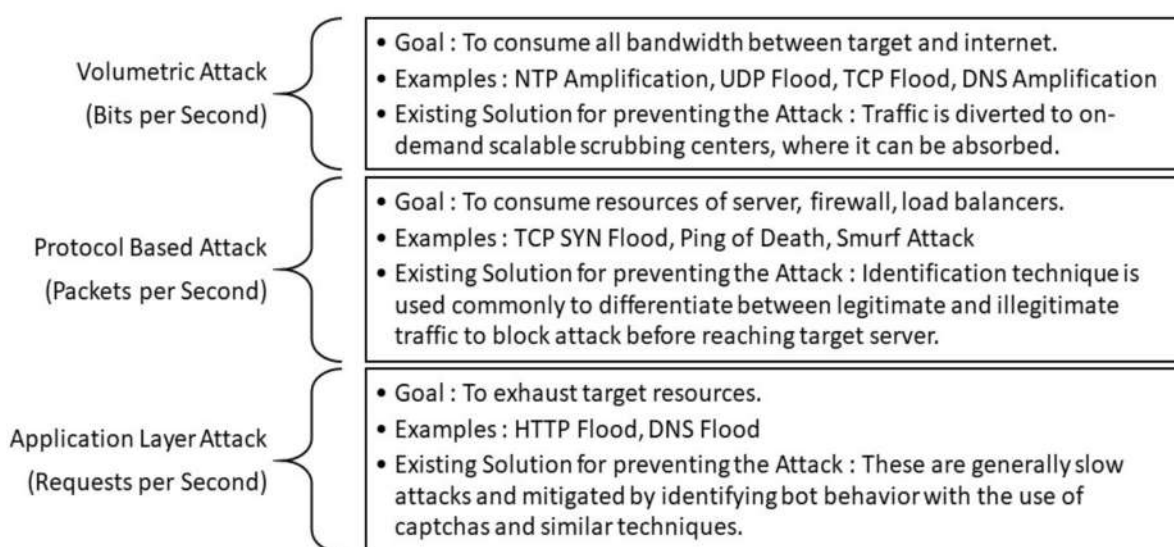 Volumetric Attack
(Bits per Second)
• Goal : To consume all bandwidth between target and internet.
• Examples : NTP Amplification, UDP Flood, TCP Flood, DNS Amplification
• Existing Solution for preventing the Attack : Traffic is diverted to on-
demand scalable scrubbing centers, where it can be absorbed.
Protocol Based Attack
(Packets per Second)
• Goal : To consume resources of server, firewall, load balancers.
• Examples : TCP SYN Flood, Ping of Death, Smurf Attack
• Existing Solution for preventing the Attack : Identification technique is
used commonly to differentiate between legitimate and illegitimate
traffic to block attack before reaching target server.
Application Layer Attack
(Requests per Second)
• Goal : To exhaust target resources.
• Examples : HTTP Flood, DNS Flood
• Existing Solution for preventing the Attack : These are generally slow
attacks and mitigated by identifying bot behavior with the use of
captchas and similar techniques.